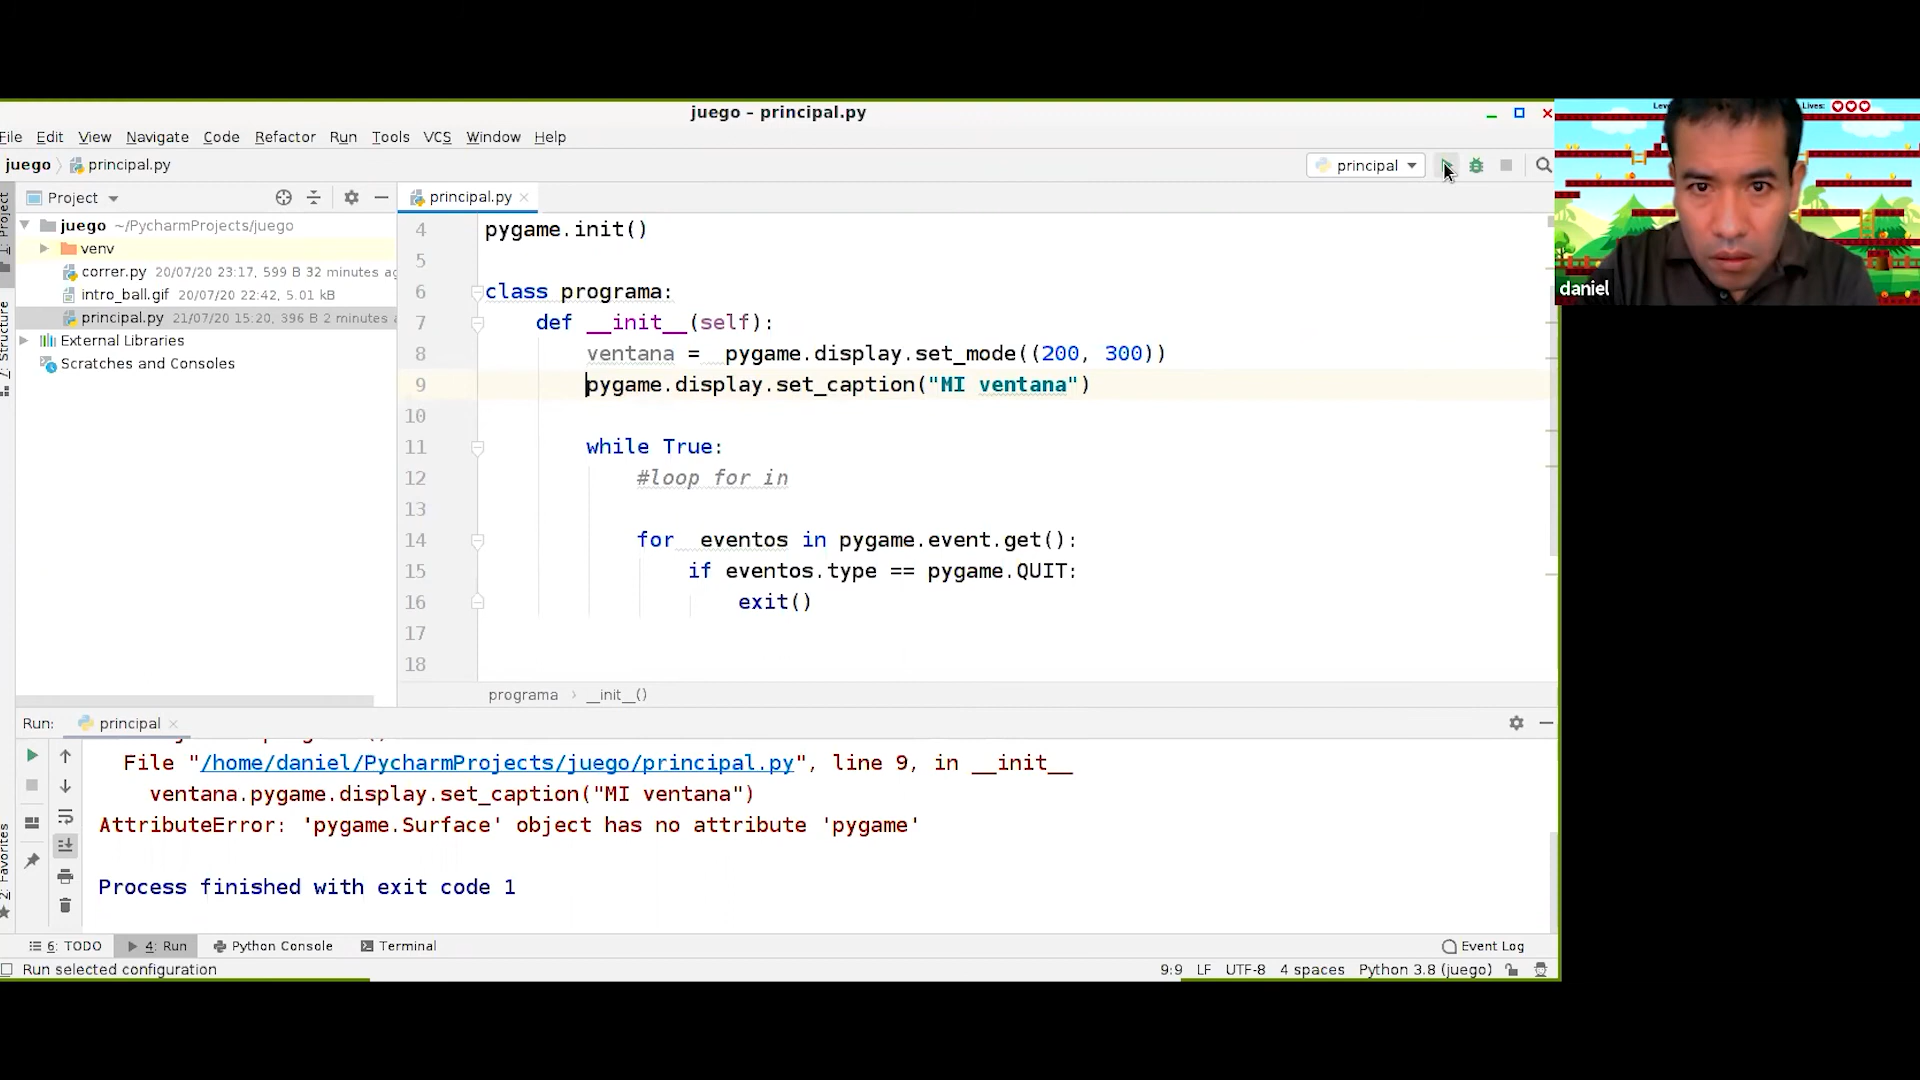 juego – principal.py
File Edit View Navigate Code Refactor Run Tools VCS Window Help
juego principal.py
principal
Lives:
daniel
Project
principal.py
1: Project
7: Structure
2: Favorites
juego ~/PycharmProjects/juego
venv
correr.py 20/07/20 23:17, 599 B 32 minutes
intro_ball.gif 20/07/20 22:42, 5.01 kB
principal.py 21/07/20 15:20, 396 B 2 minutes
External Libraries
Scratches and Consoles
4 pygame.init()
5
6 class programa:
7 def __init__(self):
8 ventana =  pygame.display.set_mode((200, 300))
9 pygame.display.set_caption("MI ventana")
10
11 while True:
12 #loop for in
13
14 for  eventos in pygame.event.get():
15 if eventos.type == pygame.QUIT:
16 exit()
17
18
programa › __init__()
Run: principal
File "/home/daniel/PycharmProjects/juego/principal.py", line 9, in __init__
ventana.pygame.display.set_caption("MI ventana")
AttributeError: 'pygame.Surface' object has no attribute 'pygame'
Process finished with exit code 1
6: TODO 4: Run Python Console Terminal Event Log
Run selected configuration 9:9 LF UTF-8 4 spaces Python 3.8 (juego)